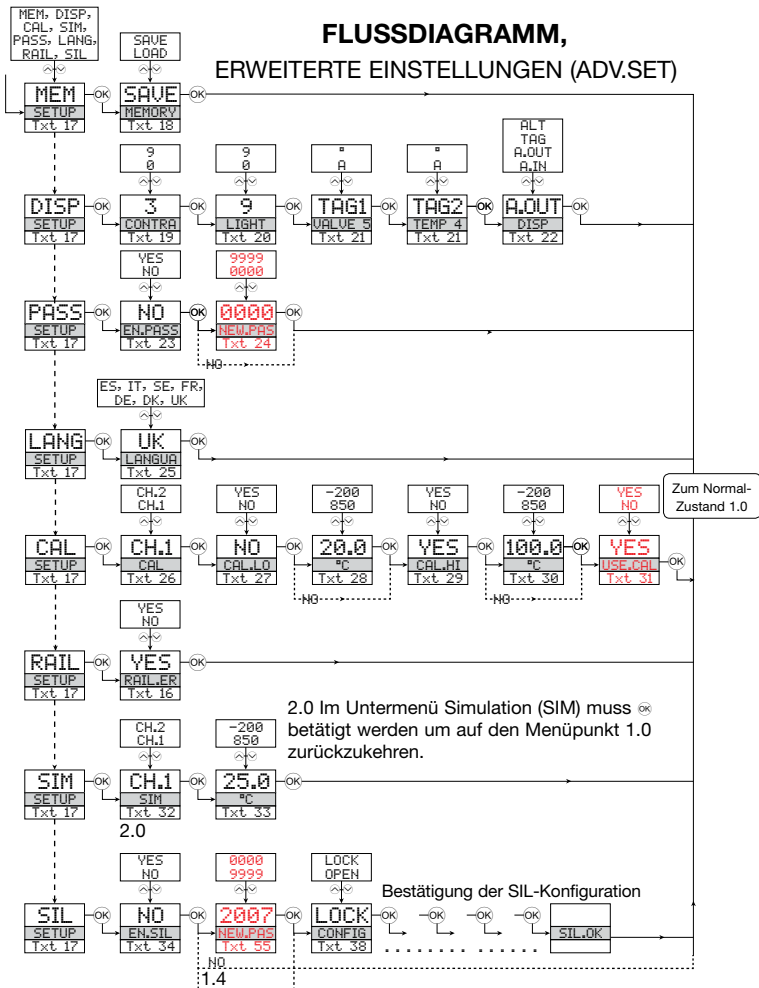 FLUSSDIAGRAMM,
ERWEITERTE EINSTELLUNGEN (ADV.SET)
MEM, DISP,
CAL, SIM,
PASS, LANG,
RAIL, SIL
SAVE
LOAD
MEM OK SAVE OK
SETUP MEMORY
Txt 17 Txt 18
9
0
9
0
"
A
"
A
ALT
TAG
A.OUT
A.IN
DISP OK 3 OK 9 OK TAG1 OK TAG2 OK A.OUT OK
SETUP CONTRA LIGHT VALVE 5 TEMP 4 DISP
Txt 17 Txt 19 Txt 20 Txt 21 Txt 21 Txt 22
YES
NO
9999
0000
PASS OK NO OK 0000 OK
SETUP EN.PASS NEW.PAS
Txt 17 Txt 23 Txt 24
NO
ES, IT, SE, FR,
DE, DK, UK
LANG OK UK OK
SETUP LANGUA
Txt 17 Txt 25
Zum Normal-
Zustand 1.0
CH.2
CH.1
YES
NO
-200
850
YES
NO
-200
850
YES
NO
CAL OK CH.1 OK NO OK 20.0 OK YES OK 100.0 OK YES OK
SETUP CAL CAL.LO °C CAL.HI °C USE.CAL
Txt 17 Txt 26 Txt 27 Txt 28 Txt 29 Txt 30 Txt 31
NO NO
YES
NO
RAIL OK YES OK
SETUP RAIL.ER
Txt 17 Txt 16
2.0 Im Untermenü Simulation (SIM) muss OK
betätigt werden um auf den Menüpunkt 1.0
zurückzukehren.
CH.2
CH.1
-200
850
SIM OK CH.1 OK 25.0 OK
SETUP SIM °C
Txt 17 Txt 32 Txt 33
2.0
YES
NO
0000
9999
LOCK
OPEN
Bestätigung der SIL-Konfiguration
SIL OK NO OK 2007 OK LOCK OK OK OK OK
SETUP EN.SIL NEW.PAS CONFIG SIL.OK
Txt 17 Txt 34 Txt 55 Txt 38
NO
1.4